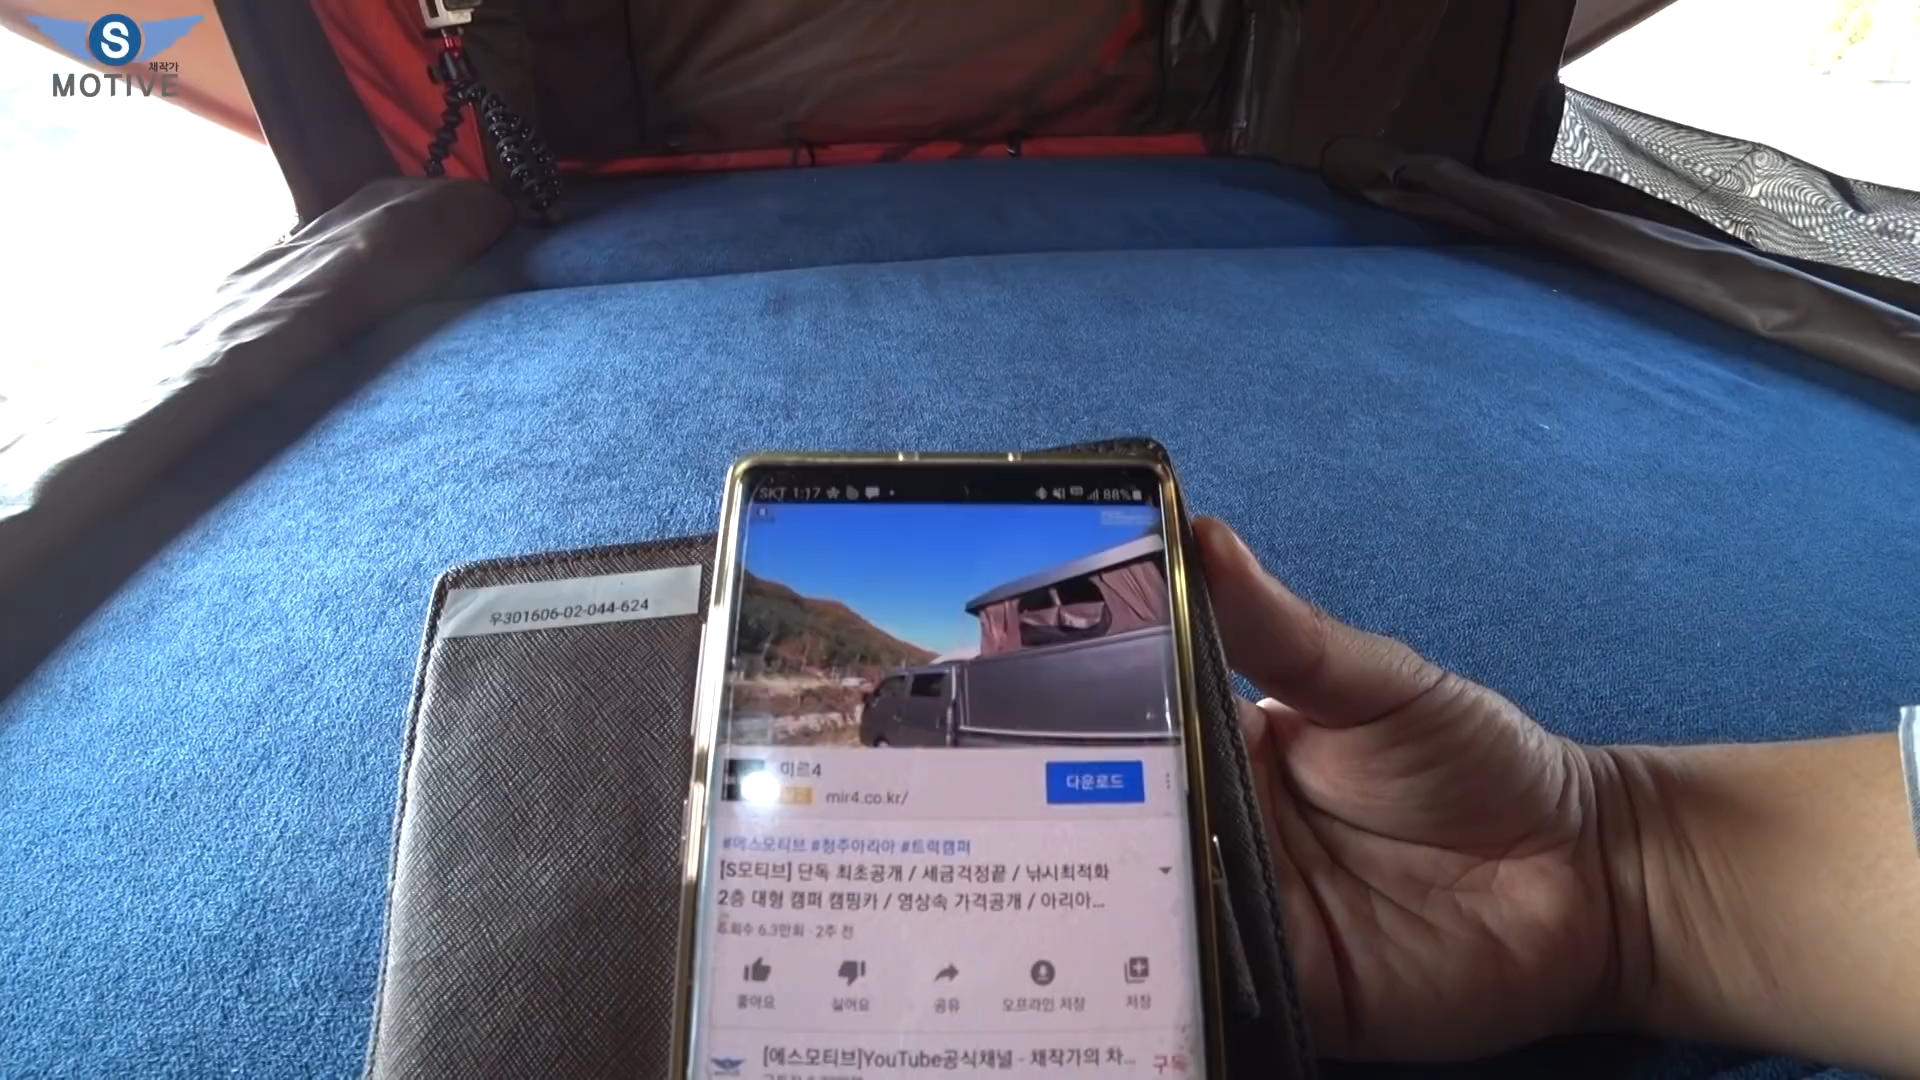 S
채작가
MOTIVE
SKT 1:17
88%
우301606-02-044-624
미르4
mir4.co.kr/
다운로드
#에스모티브 #청주아리아 #트럭캠퍼
[S모티브] 단독 최초공개 / 세금걱정끝 / 낚시최적화
2층 대형 캠퍼 캠핑카 / 영상속 가격공개 / 아리아...
조회수 6.3만회 · 2주 전
좋아요
싫어요
공유
오프라인 저장
저장
[에스모티브]YouTube공식채널 - 채작가의 차...
구독